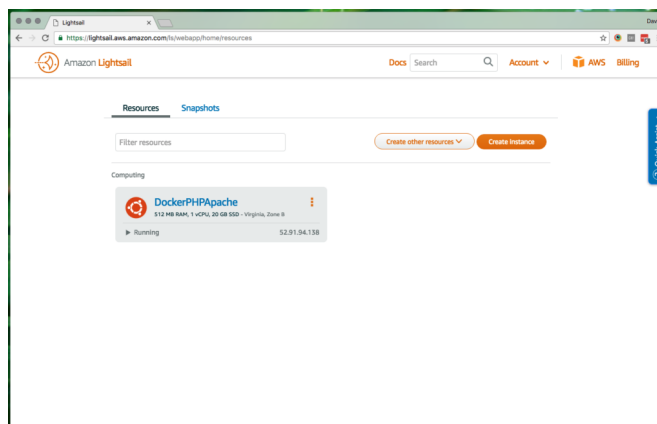 Lightsail
Dav
https://lightsail.aws.amazon.com/ls/webapp/home/resources
Amazon Lightsail
Docs
Search
Account
AWS
Billing
Resources
Snapshots
Filter resources
Create other resources
Create instance
Computing
DockerPHPApache
512 MB RAM, 1 vCPU, 20 GB SSD - Virginia, Zone B
Running
52.91.94.138